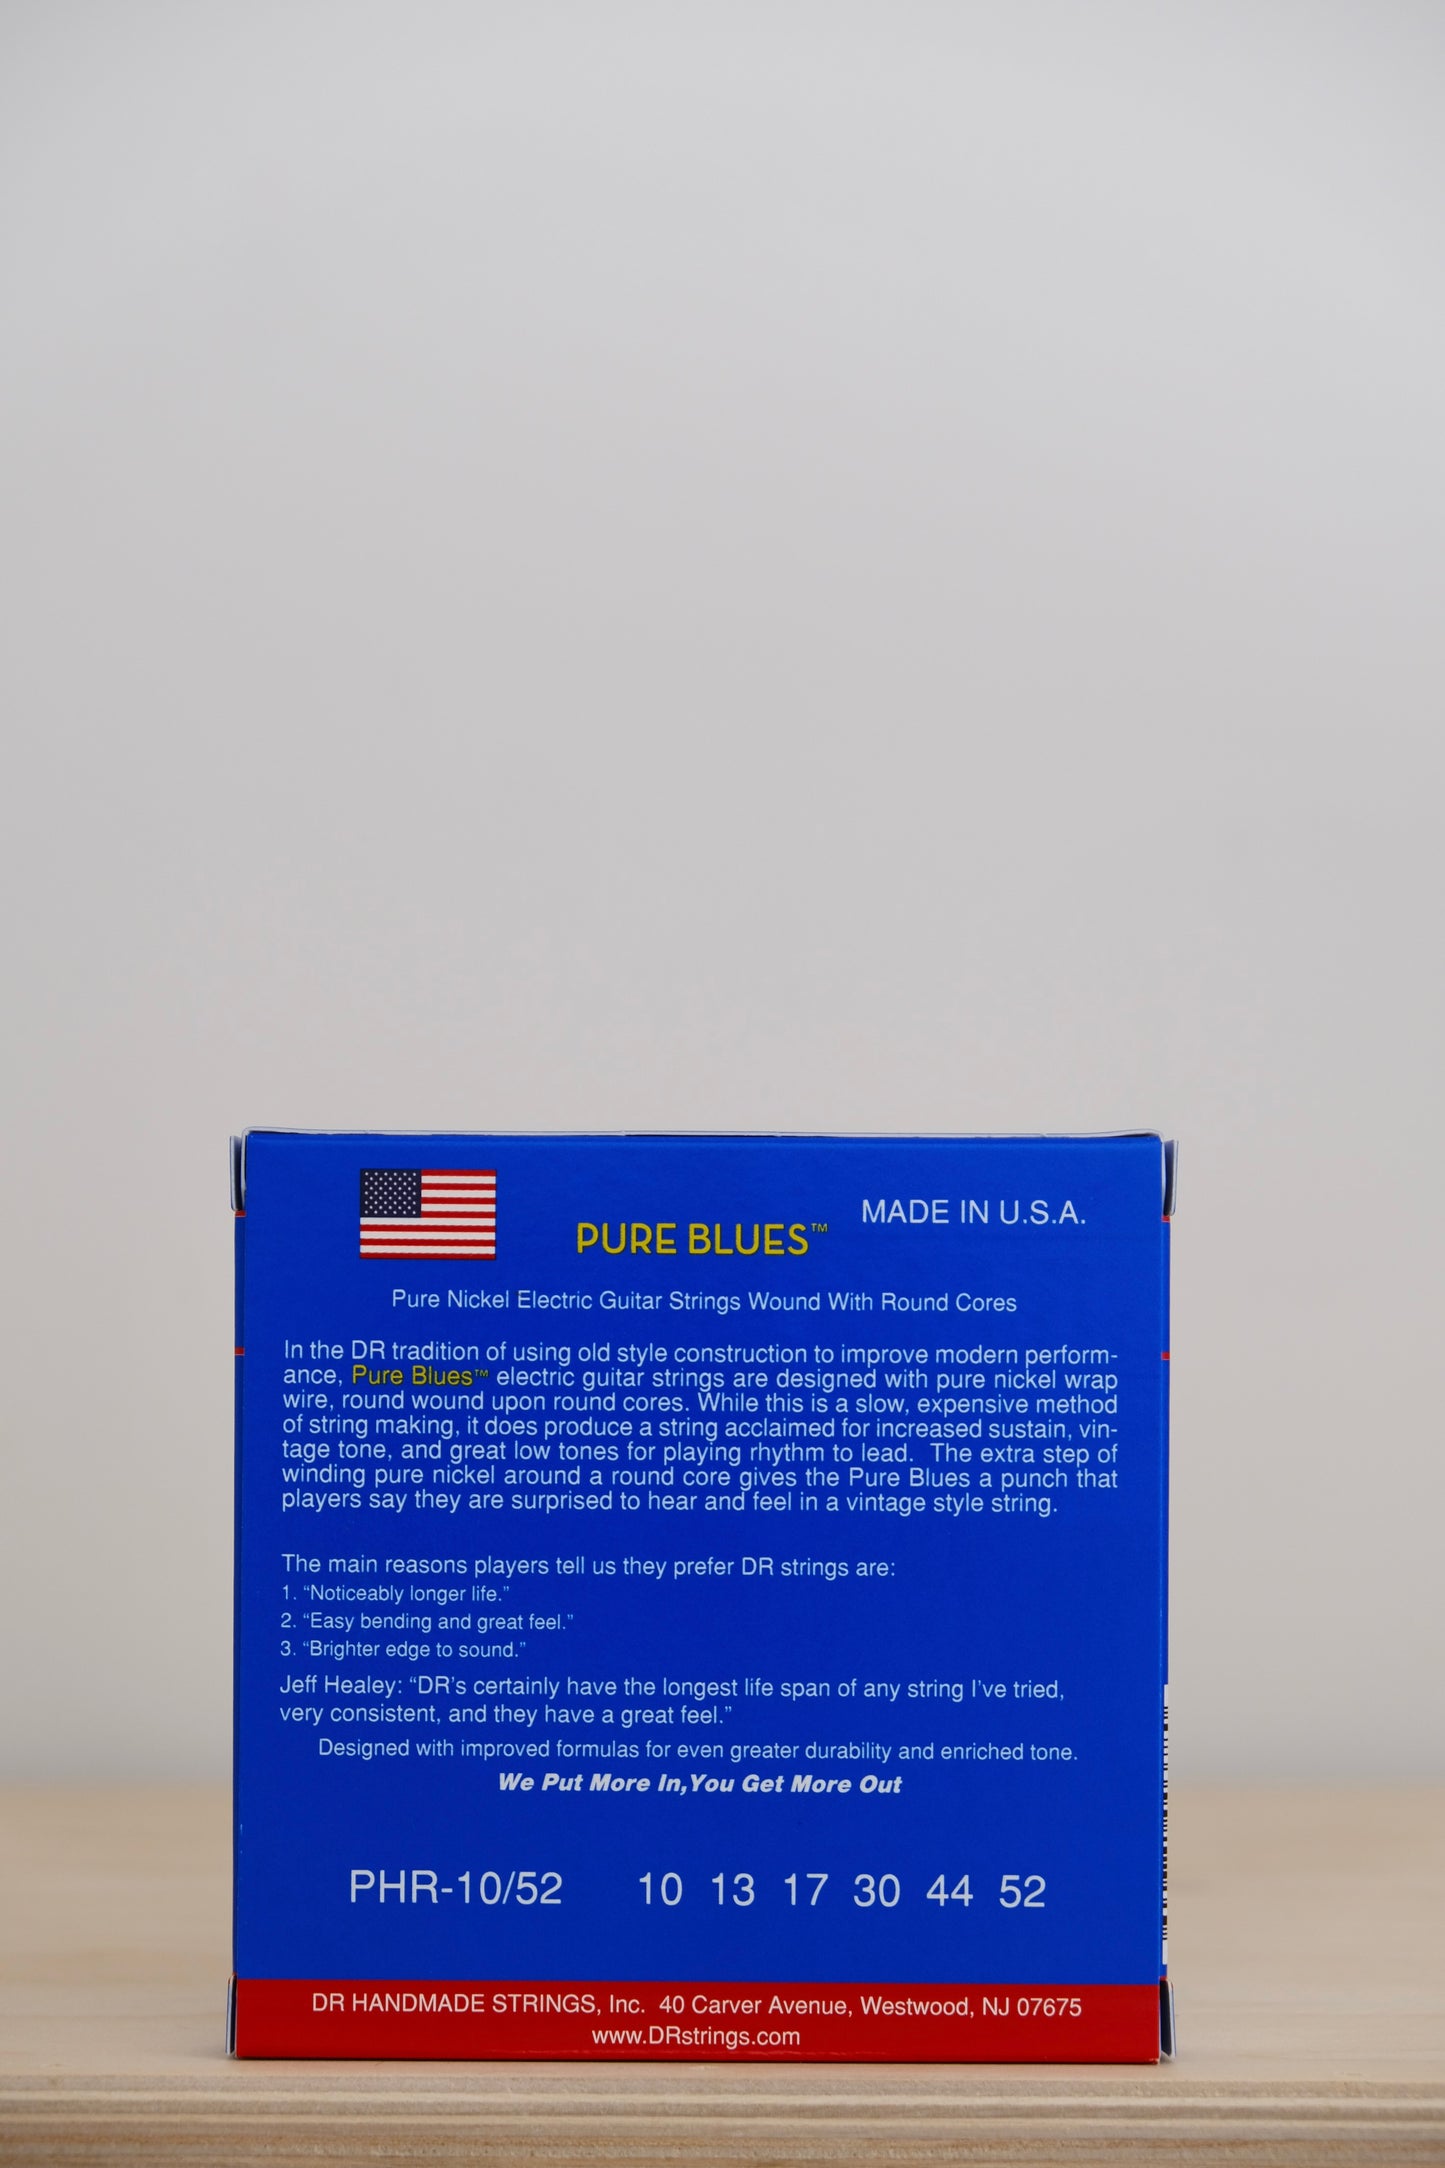 PURE BLUES™
MADE IN U.S.A.
Pure Nickel Electric Guitar Strings Wound With Round Cores
In the DR tradition of using old style construction to improve modern perform-
ance, Pure Blues™ electric guitar strings are designed with pure nickel wrap
wire, round wound upon round cores. While this is a slow, expensive method
of string making, it does produce a string acclaimed for increased sustain, vin-
tage tone, and great low tones for playing rhythm to lead.  The extra step of
winding pure nickel around a round core gives the Pure Blues a punch that
players say they are surprised to hear and feel in a vintage style string.
The main reasons players tell us they prefer DR strings are:
1. “Noticeably longer life.”
2. “Easy bending and great feel.”
3. “Brighter edge to sound.”
Jeff Healey: “DR’s certainly have the longest life span of any string I’ve tried,
very consistent, and they have a great feel.”
Designed with improved formulas for even greater durability and enriched tone.
We Put More In,You Get More Out
PHR-10/52 10 13 17 30 44 52
DR HANDMADE STRINGS, Inc.  40 Carver Avenue, Westwood, NJ 07675
www.DRstrings.com